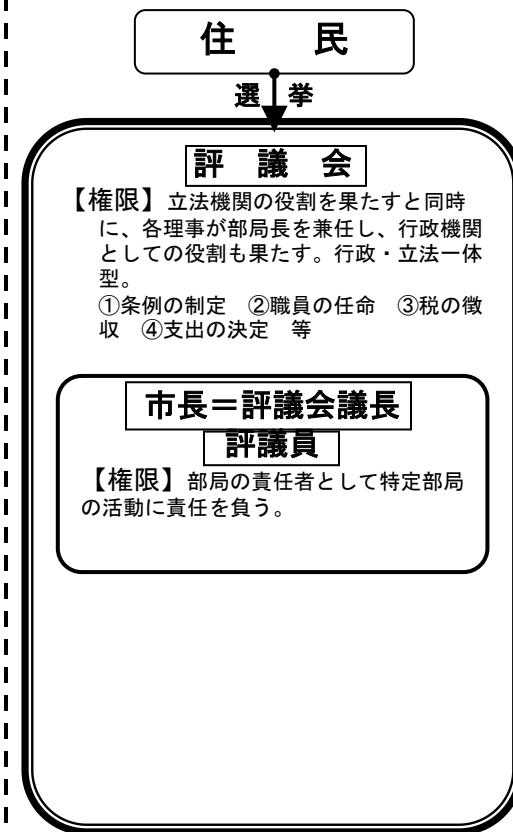 住　　民
選　挙
評　議　会
【権限】立法機関の役割を果たすと同時
に、各理事が部局長を兼任し、行政機関
としての役割も果たす。行政・立法一体
型。
①条例の制定　②職員の任命　③税の徴
収　④支出の決定　等
市長＝評議会議長
評議員
【権限】部局の責任者として特定部局
の活動に責任を負う。